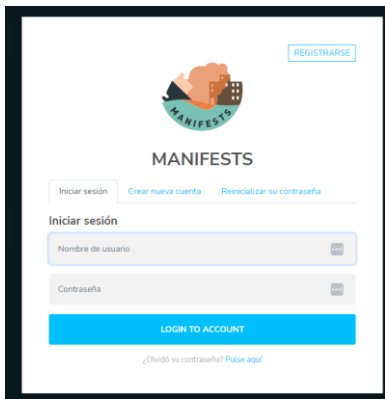 REGISTRARSE
MANIFESTS
MANIFESTS
Iniciar sesión Crear nueva cuenta Reinicializar su contraseña
Iniciar sesión
Nombre de usuario
Contraseña
LOGIN TO ACCOUNT
¿Olvidó su contraseña? Pulse aquí